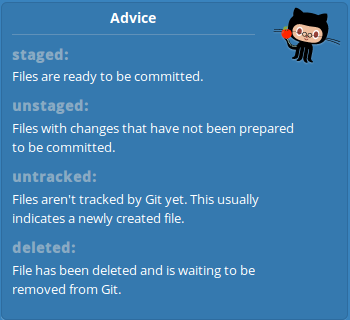 Advice
staged:
Files are ready to be committed.
unstaged:
Files with changes that have not been prepared
to be committed.
untracked:
Files aren't tracked by Git yet. This usually
indicates a newly created file.
deleted:
File has been deleted and is waiting to be
removed from Git.